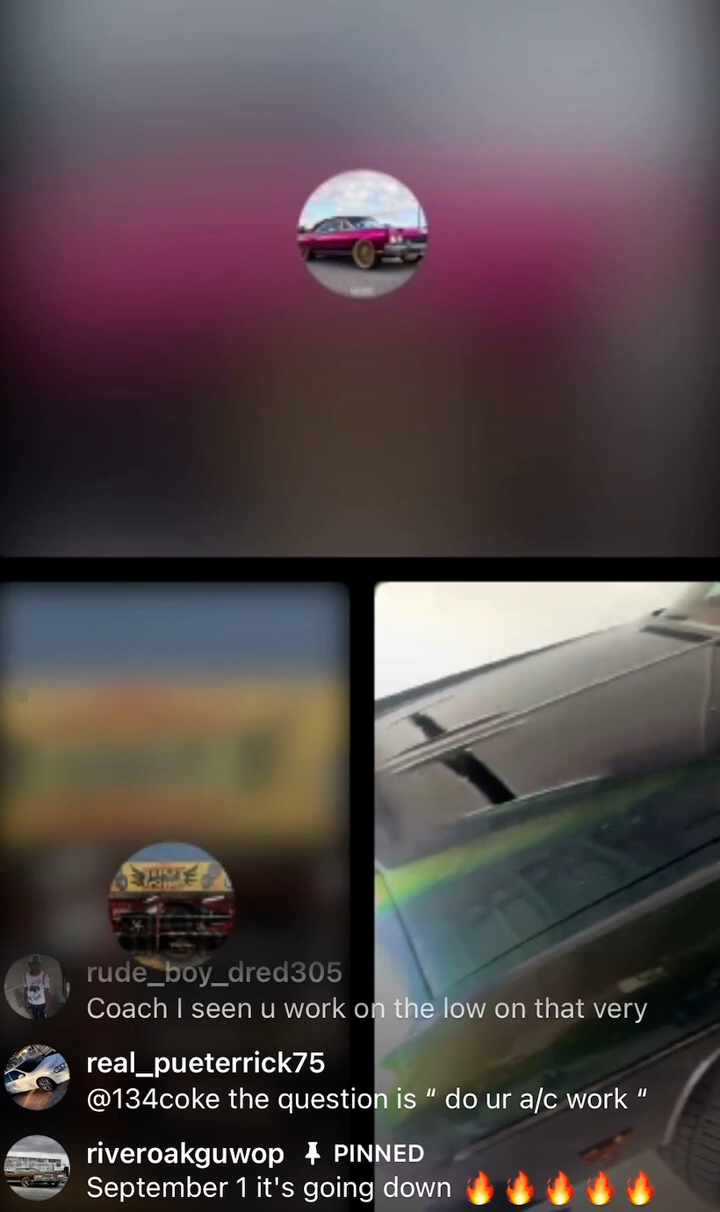 rude_boy_dred305
Coach I seen u work on the low on that very
real_pueterrick75
@134coke the question is “ do ur a/c work “
riveroakguwop PINNED
September 1 it's going down 🔥🔥🔥🔥🔥